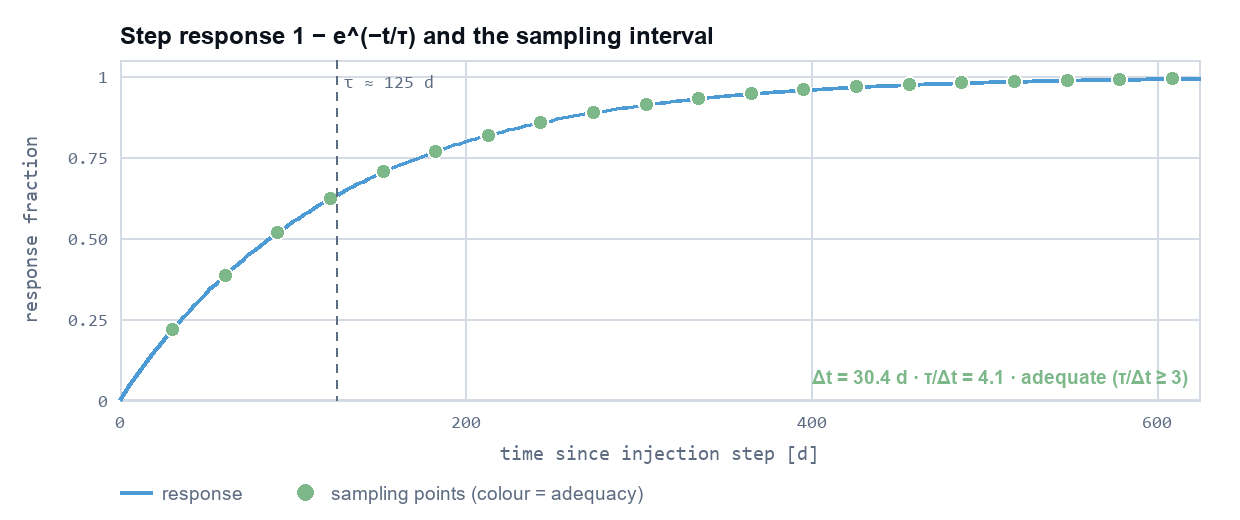 Step response 1 − e^(−t/τ) and the sampling interval
τ ≈ 125 d
1
0.75
0.50
0.25
0
response fraction
Δt = 30.4 d · τ/Δt = 4.1 · adequate (τ/Δt ≥ 3)
0 200 400 600
time since injection step [d]
response sampling points (colour = adequacy)